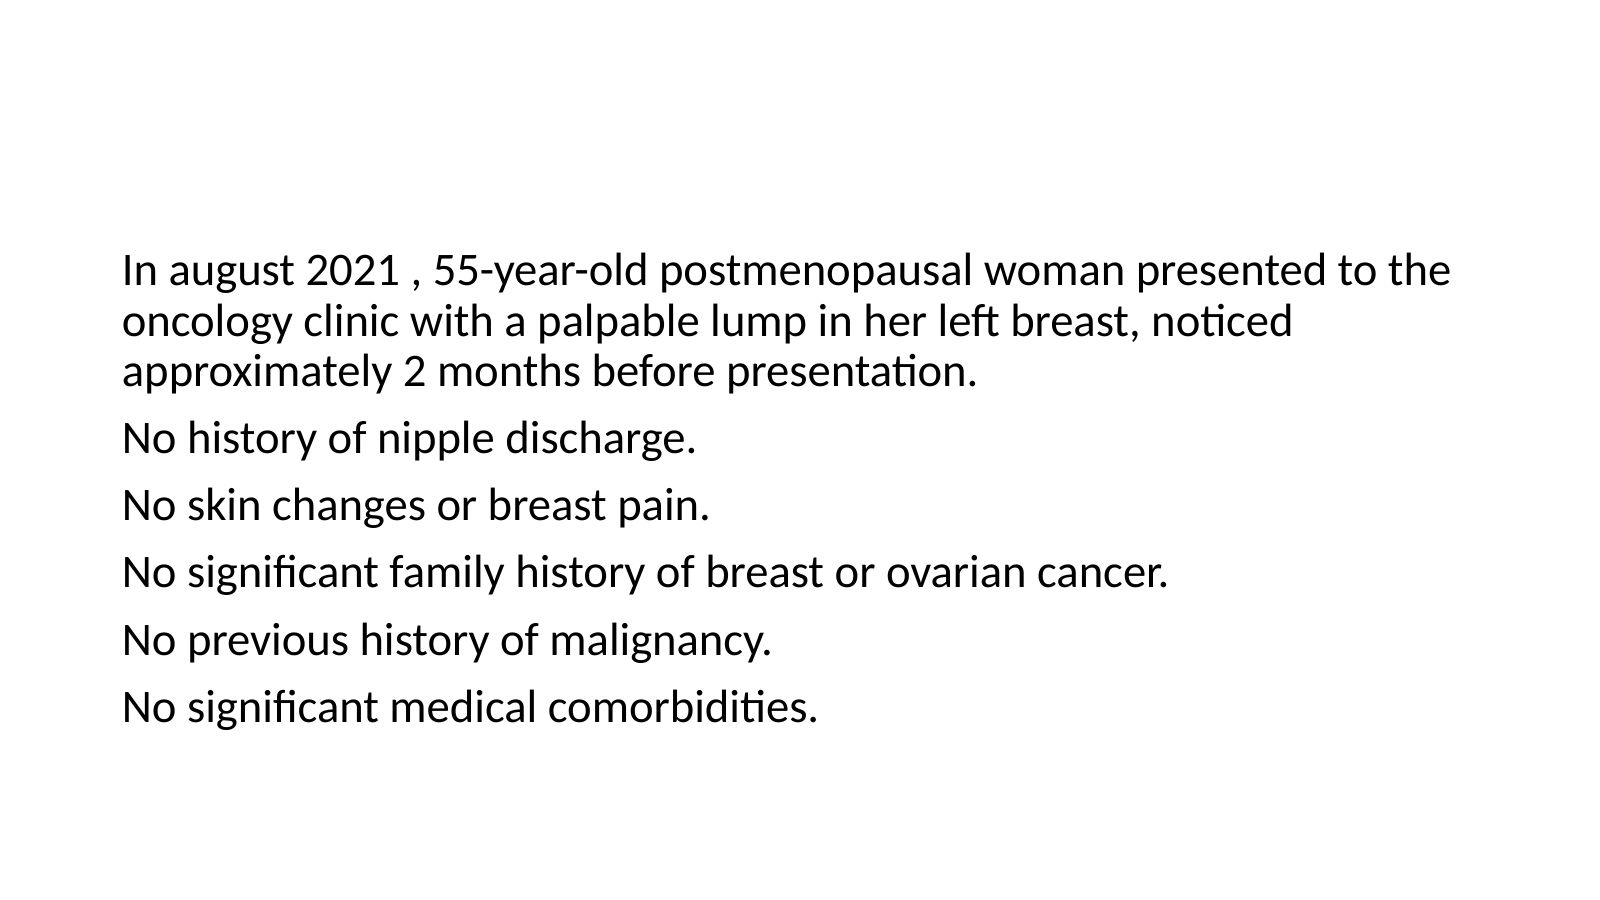 In august 2021 , 55-year-old postmenopausal woman presented to the
oncology clinic with a palpable lump in her left breast, noticed
approximately 2 months before presentation.
No history of nipple discharge.
No skin changes or breast pain.
No significant family history of breast or ovarian cancer.
No previous history of malignancy.
No significant medical comorbidities.